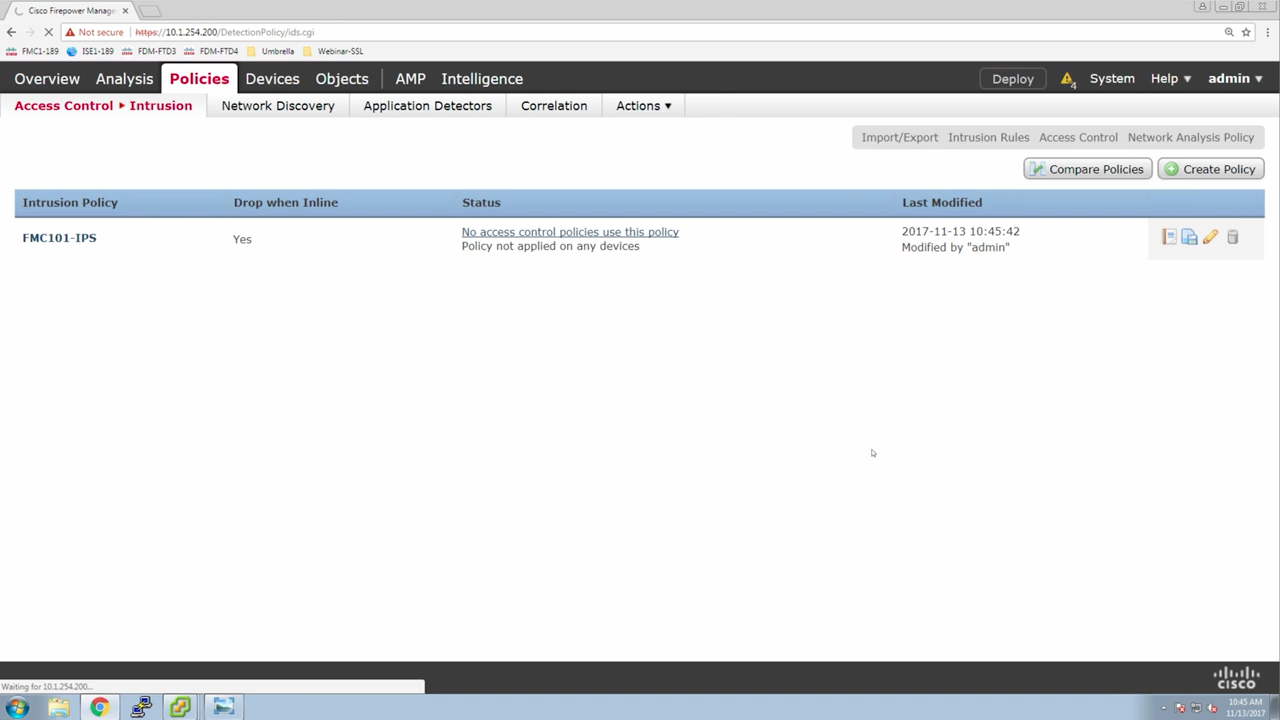 Cisco Firepower Manage
Not secure https://10.1.254.200/DetectionPolicy/ids.cgi
FMC1-189 ISE1-189 FDM-FTD3 FDM-FTD4 Umbrella Webinar-SSL
Overview Analysis Policies Devices Objects AMP Intelligence Deploy 4 System Help admin
Access Control Intrusion Network Discovery Application Detectors Correlation Actions
Import/Export Intrusion Rules Access Control Network Analysis Policy
Compare Policies Create Policy
Intrusion Policy Drop when Inline Status Last Modified
FMC101-IPS Yes No access control policies use this policy 2017-11-13 10:45:42
Policy not applied on any devices Modified by "admin"
CISCO
Waiting for 10.1.254.200...
10:45 AM
11/13/2017